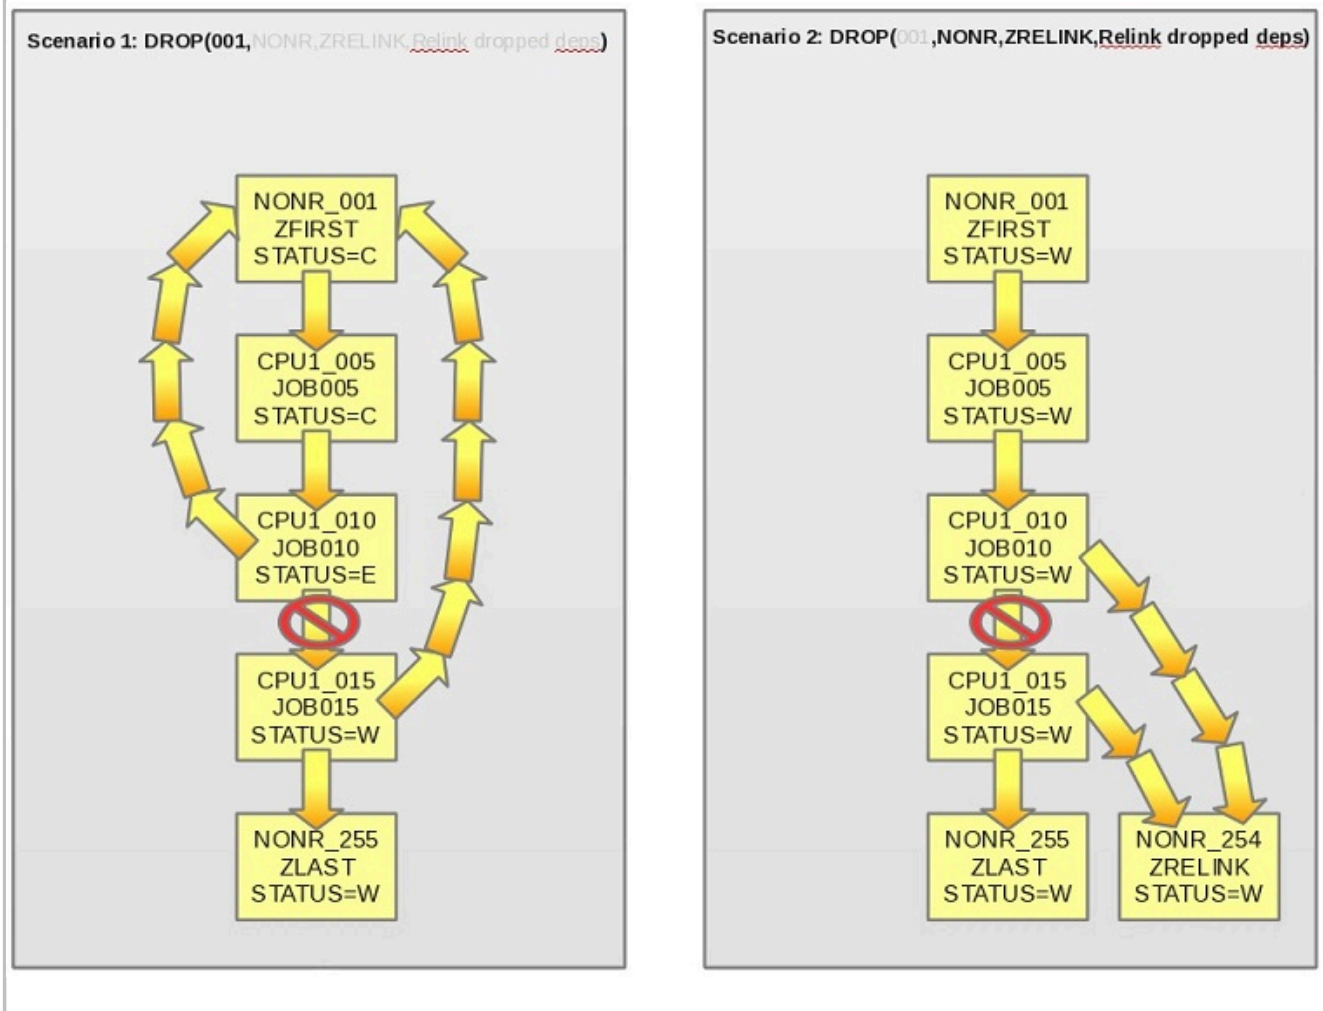 Scenario 1: DROP(001,NONR,ZRELINK,Relink dropped deps)
NONR_001
ZFIRST
STATUS=C
CPU1_005
JOB005
STATUS=C
CPU1_010
JOB010
STATUS=E
CPU1_015
JOB015
STATUS=W
NONR_255
ZLAST
STATUS=W
Scenario 2: DROP(001,NONR,ZRELINK,Relink dropped deps)
NONR_001
ZFIRST
STATUS=W
CPU1_005
JOB005
STATUS=W
CPU1_010
JOB010
STATUS=W
CPU1_015
JOB015
STATUS=W
NONR_255
ZLAST
STATUS=W
NONR_254
ZRELINK
STATUS=W